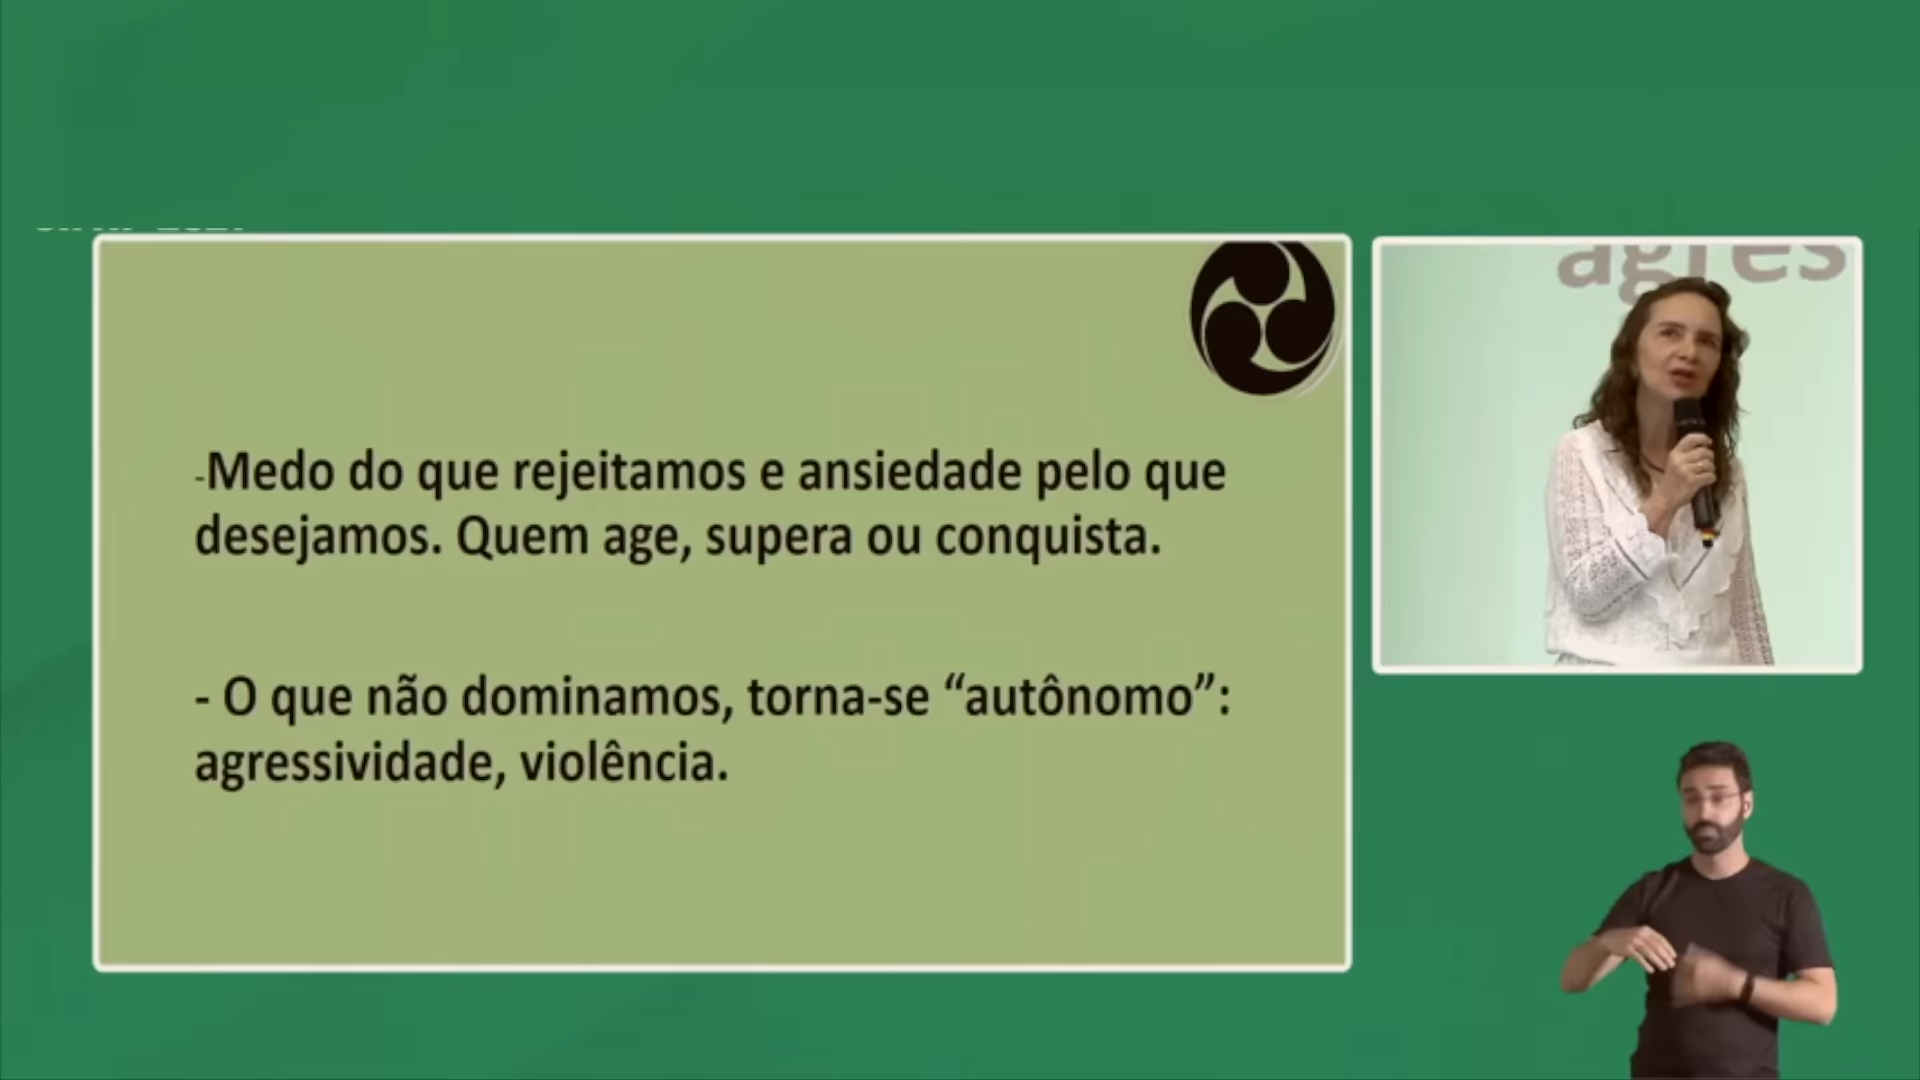 -Medo do que rejeitamos e ansiedade pelo que
desejamos. Quem age, supera ou conquista.
- O que não dominamos, torna-se “autônomo”:
agressividade, violência.
agres